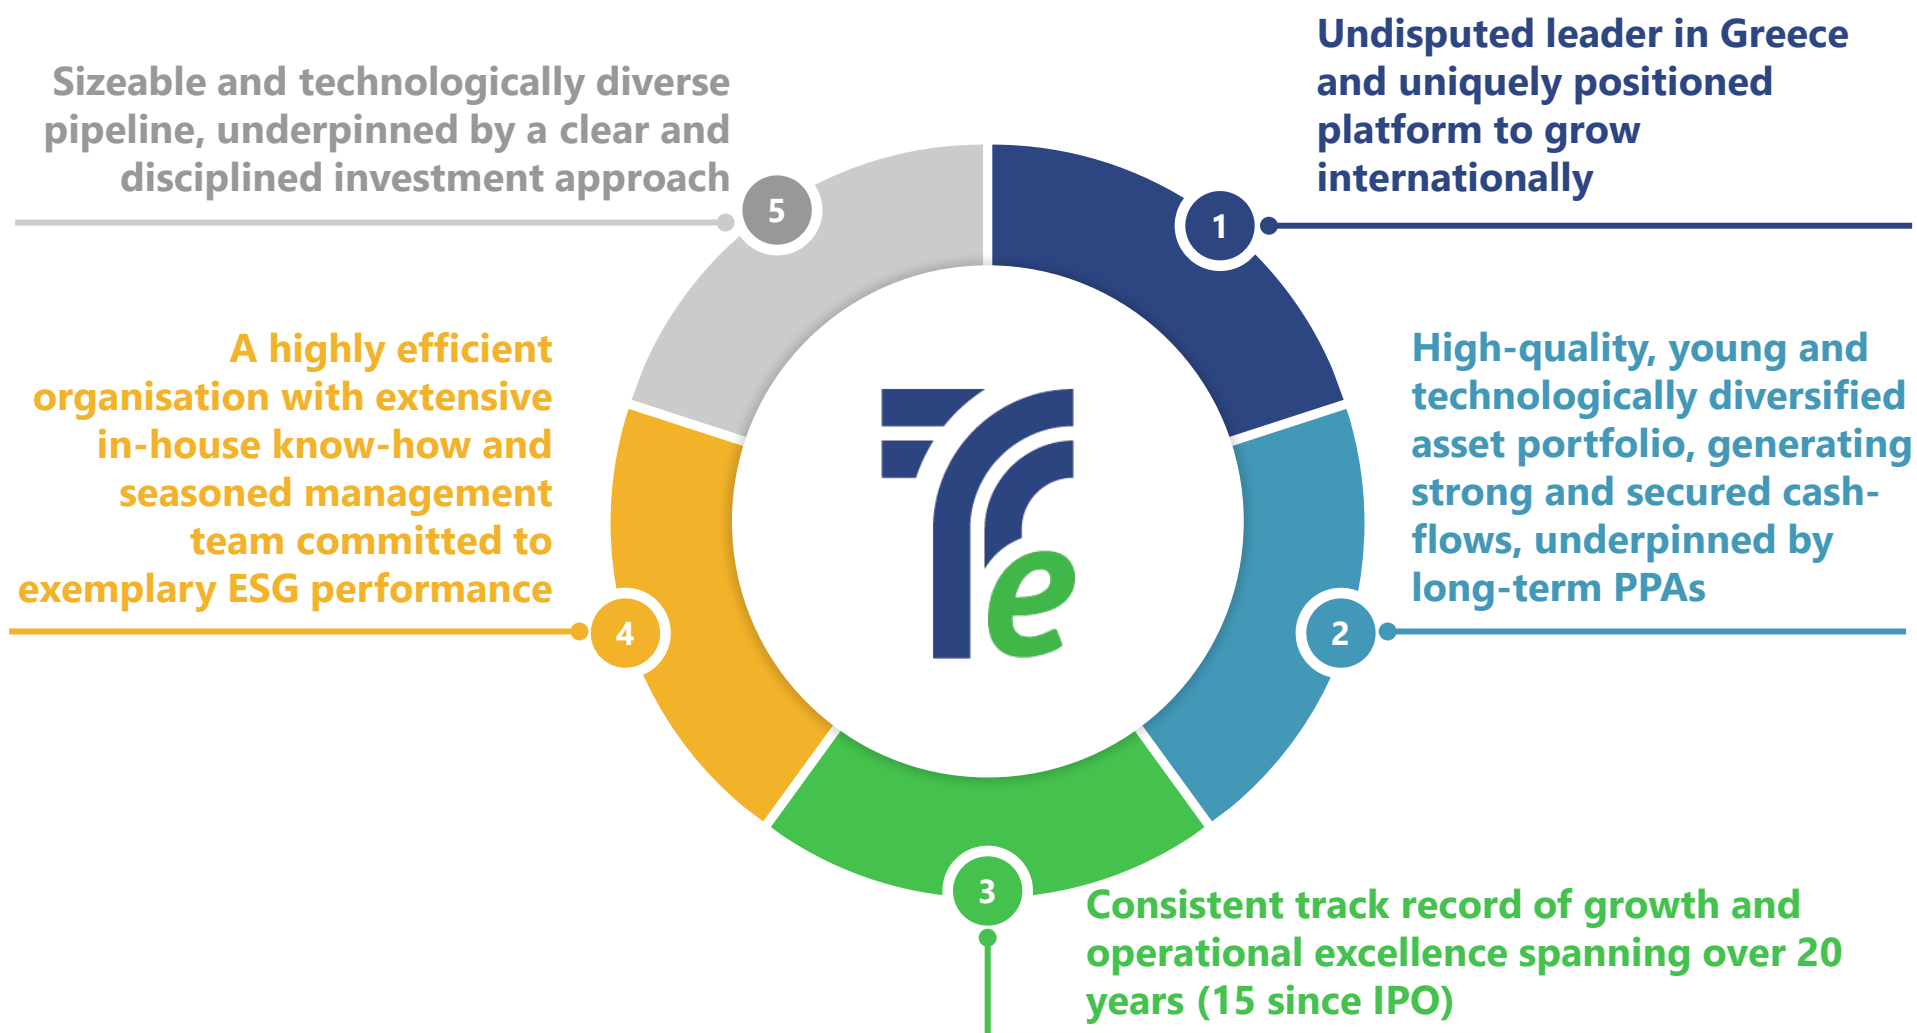 Undisputed leader in Greece
and uniquely positioned
platform to grow
internationally
1
High-quality, young and
technologically diversified
asset portfolio, generating
strong and secured cash-
flows, underpinned by
long-term PPAs
2
3
Consistent track record of growth and
operational excellence spanning over 20
years (15 since IPO)
A highly efficient
organisation with extensive
in-house know-how and
seasoned management
team committed to
exemplary ESG performance
4
Sizeable and technologically diverse
pipeline, underpinned by a clear and
disciplined investment approach
5
e